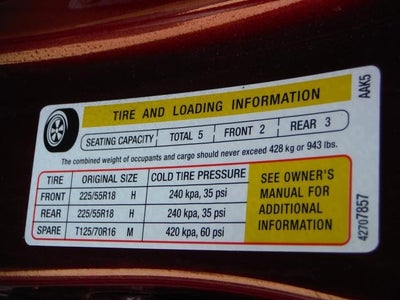 TIRE AND LOADING INFORMATION
SEATING CAPACITY TOTAL 5 FRONT 2 REAR 3
The combined weight of occupants and cargo should never exceed 428 kg or 943 lbs.
TIRE ORIGINAL SIZE COLD TIRE PRESSURE
FRONT 225/55R18 H 240 kpa, 35 psi
REAR 225/55R18 H 240 kpa, 35 psi
SPARE T125/70R16 M 420 kpa, 60 psi
SEE OWNER'S
MANUAL FOR
ADDITIONAL
INFORMATION
AAK5
42707857